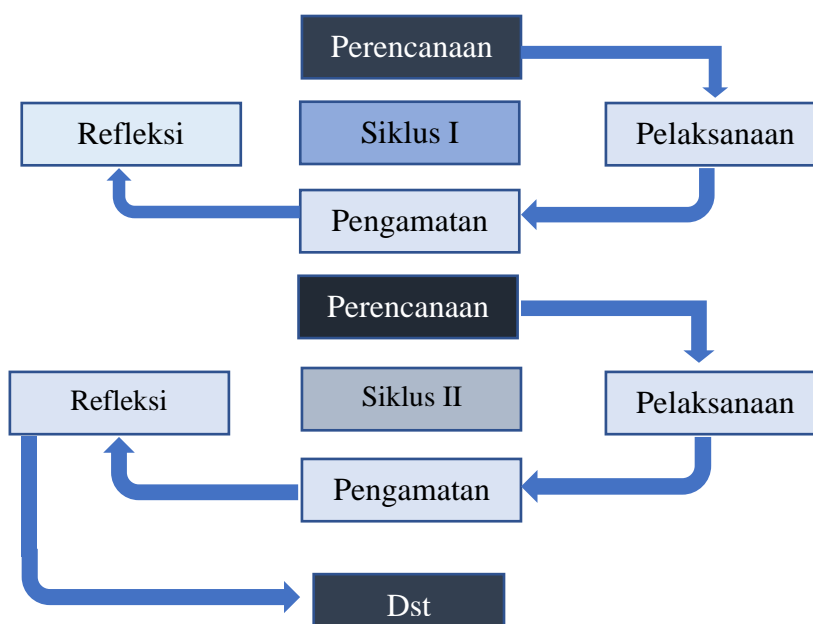 Perencanaan
Refleksi
Siklus I
Pelaksanaan
Pengamatan
Perencanaan
Refleksi
Siklus II
Pelaksanaan
Pengamatan
Dst